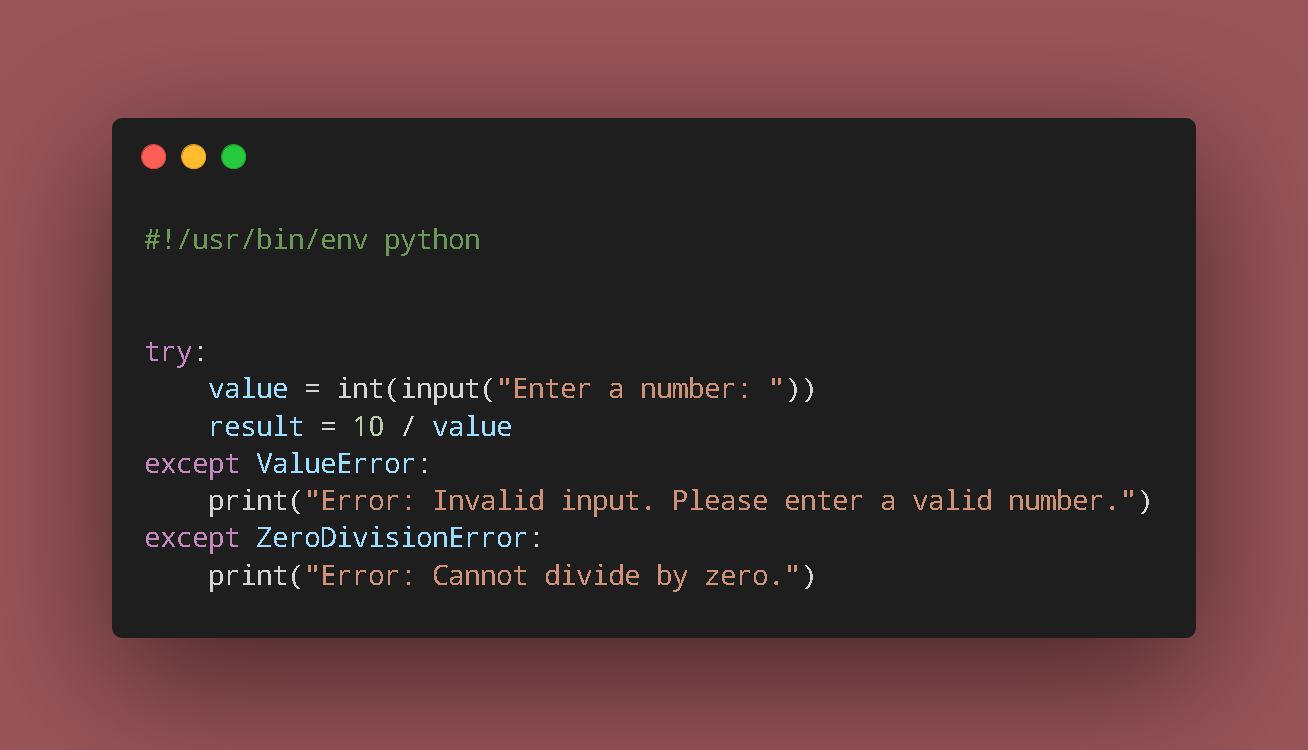 #!/usr/bin/env python
try:
    value = int(input("Enter a number: "))
    result = 10 / value
except ValueError:
    print("Error: Invalid input. Please enter a valid number.")
except ZeroDivisionError:
    print("Error: Cannot divide by zero.")